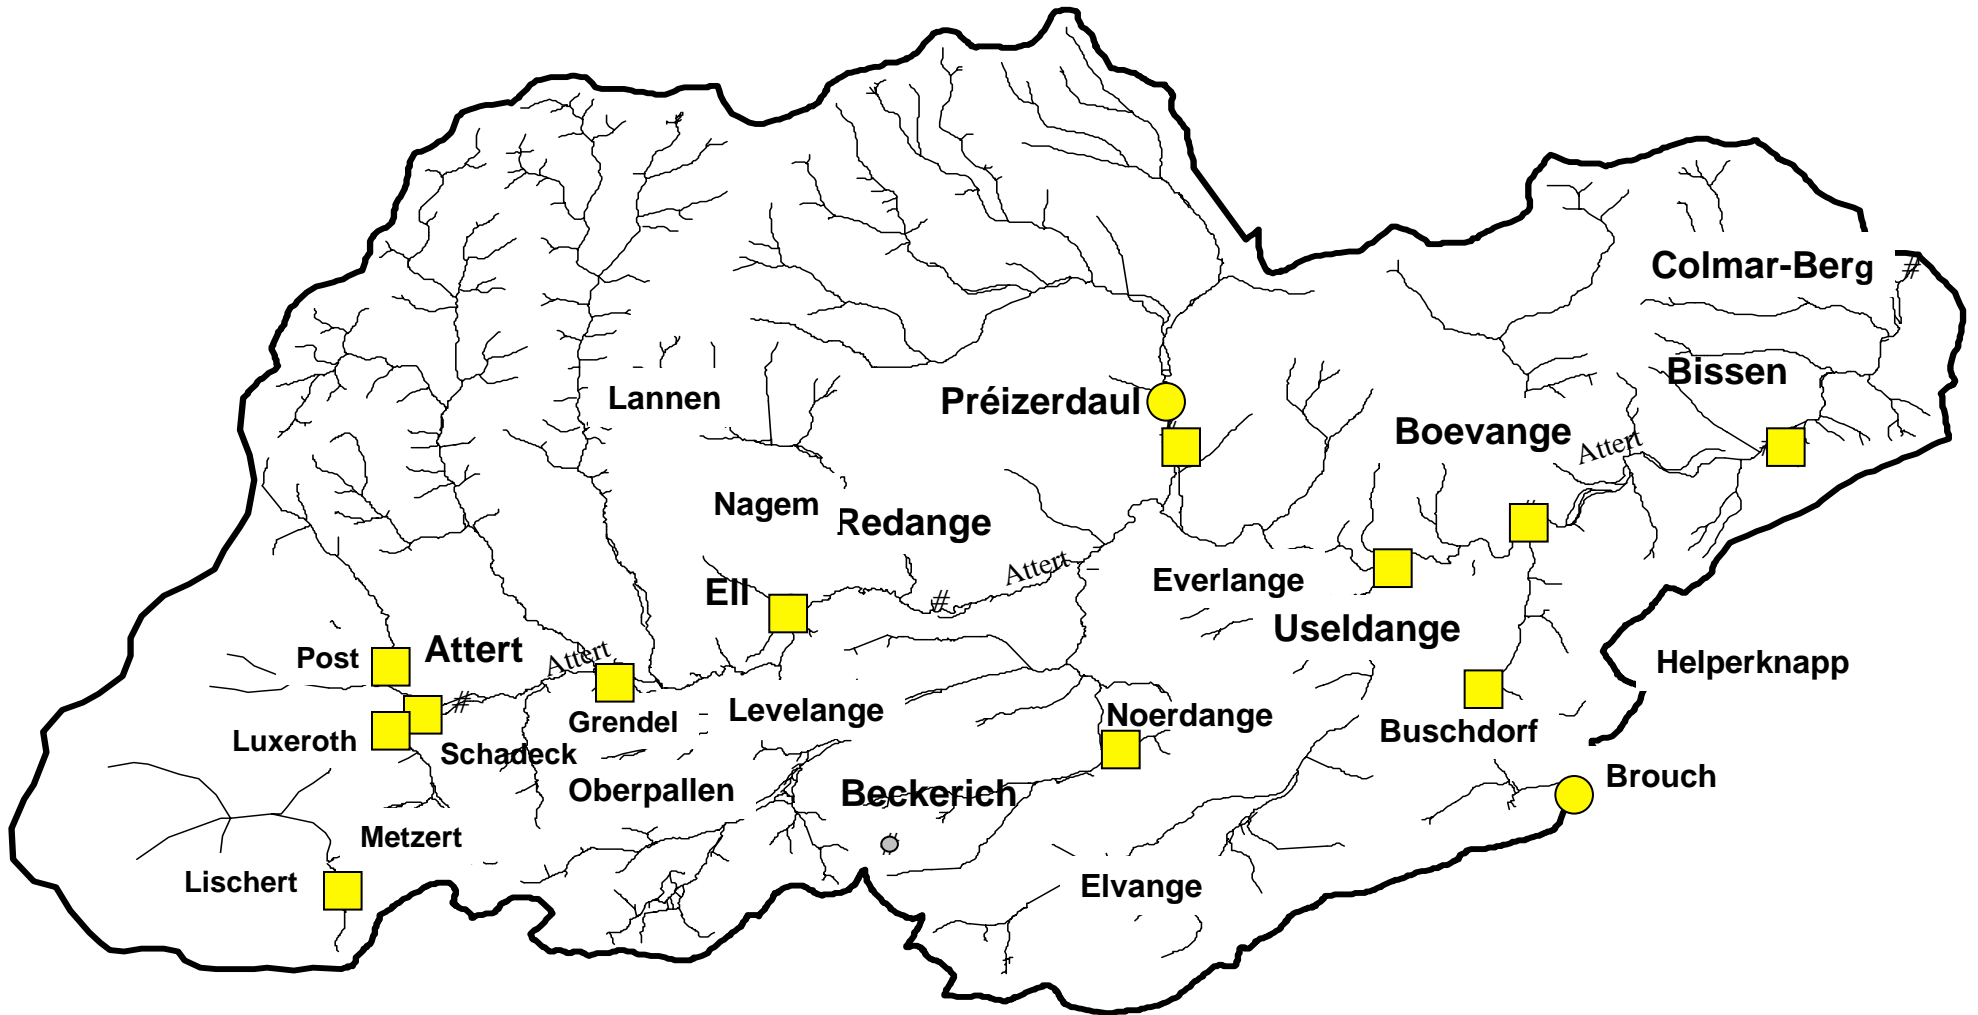 Colmar-Berg
#
Bissen
Lannen
Préizerdaul
Boevange
Attert
Nagem
Redange
Attert
Everlange
Ell
#
Useldange
Attert
Post
Attert
Helperknapp
#
Grendel
Levelange
Noerdange
Luxeroth
Schadeck
Buschdorf
Oberpallen
Beckerich
Brouch
Metzert
Lischert
Elvange